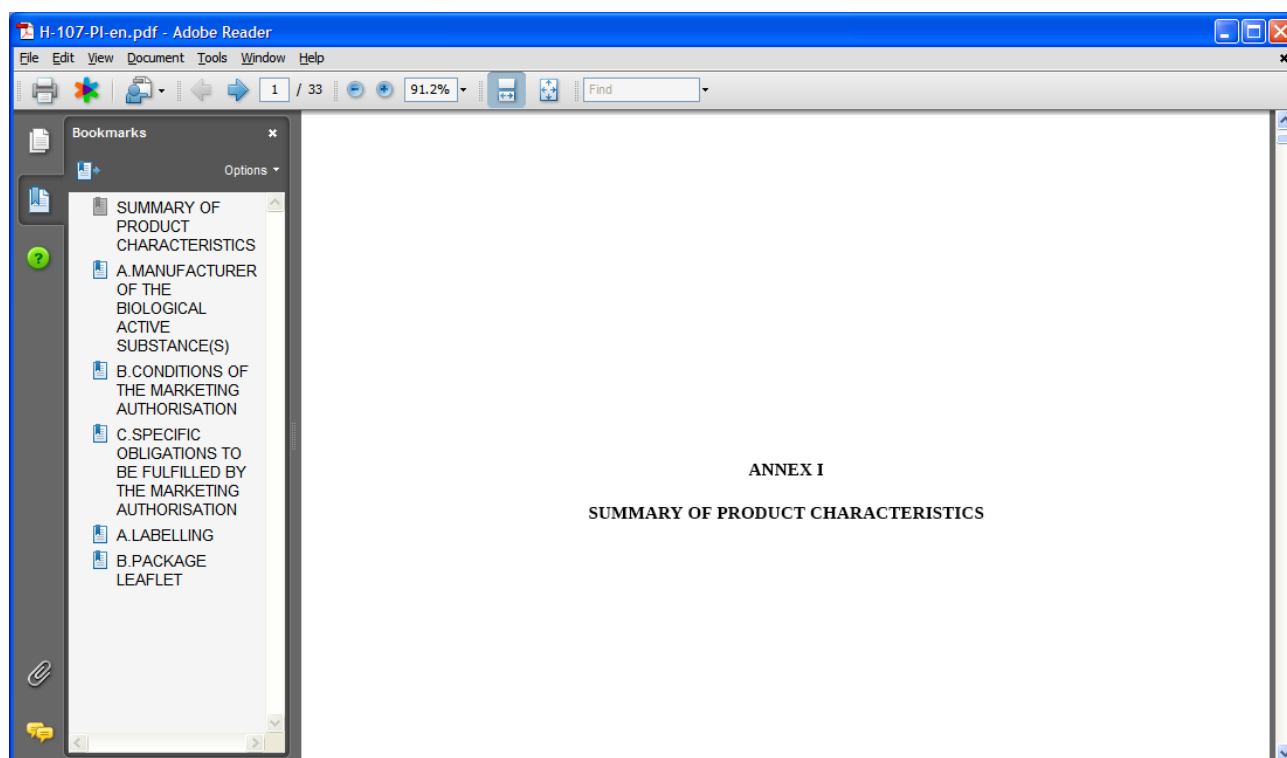 H-107-PI-en.pdf - Adobe Reader
File Edit View Document Tools Window Help
1 / 33 91.2% Find
Bookmarks
Options
SUMMARY OF
PRODUCT
CHARACTERISTICS
A.MANUFACTURER
OF THE
BIOLOGICAL
ACTIVE
SUBSTANCE(S)
B.CONDITIONS OF
THE MARKETING
AUTHORISATION
C.SPECIFIC
OBLIGATIONS TO
BE FULFILLED BY
THE MARKETING
AUTHORISATION
A.LABELLING
B.PACKAGE
LEAFLET
ANNEX I
SUMMARY OF PRODUCT CHARACTERISTICS